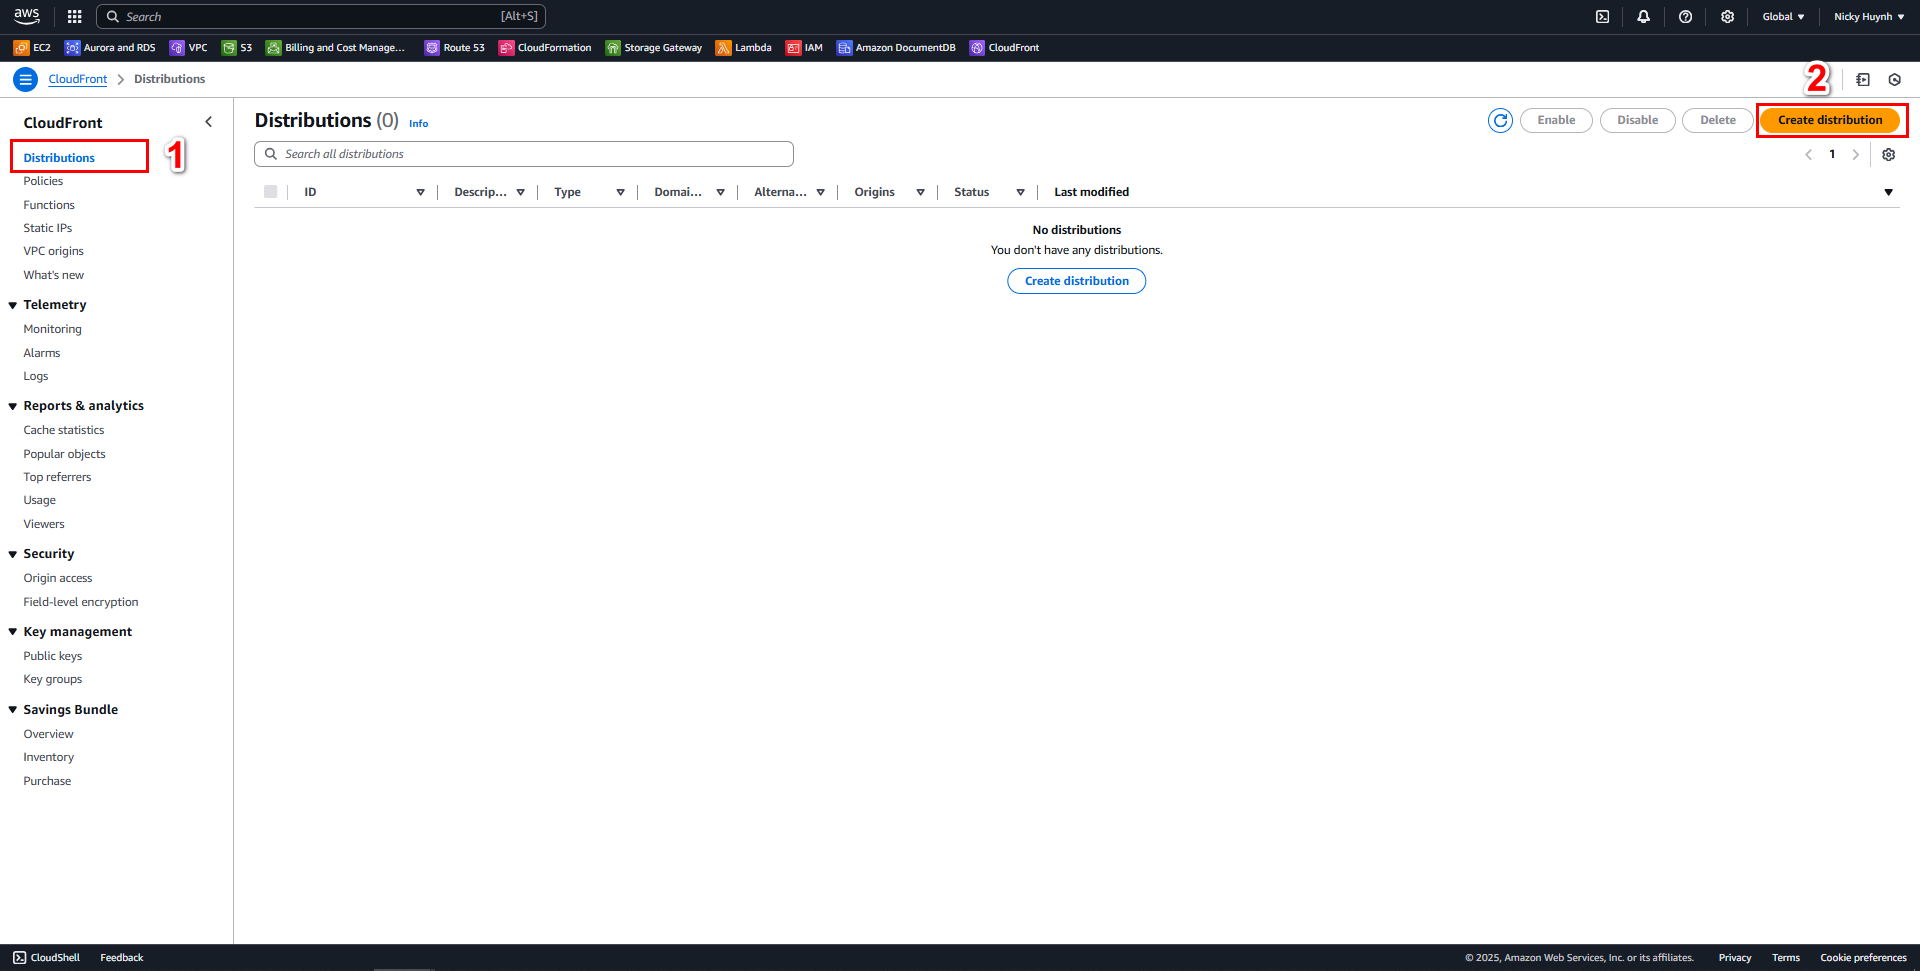 aws
Search [Alt+S]
Global
Nicky Huynh
EC2 Aurora and RDS VPC S3 Billing and Cost Manage... Route 53 CloudFormation Storage Gateway Lambda IAM Amazon DocumentDB CloudFront
CloudFront Distributions
2
CloudFront
Distributions
1
Policies
Functions
Static IPs
VPC origins
What's new
Telemetry
Monitoring
Alarms
Logs
Reports & analytics
Cache statistics
Popular objects
Top referrers
Usage
Viewers
Security
Origin access
Field-level encryption
Key management
Public keys
Key groups
Savings Bundle
Overview
Inventory
Purchase
Distributions (0) Info
Enable Disable Delete Create distribution
Search all distributions
1
ID Descrip... Type Domai... Alterna... Origins Status Last modified
No distributions
You don't have any distributions.
Create distribution
CloudShell Feedback
© 2025, Amazon Web Services, Inc. or its affiliates. Privacy Terms Cookie preferences